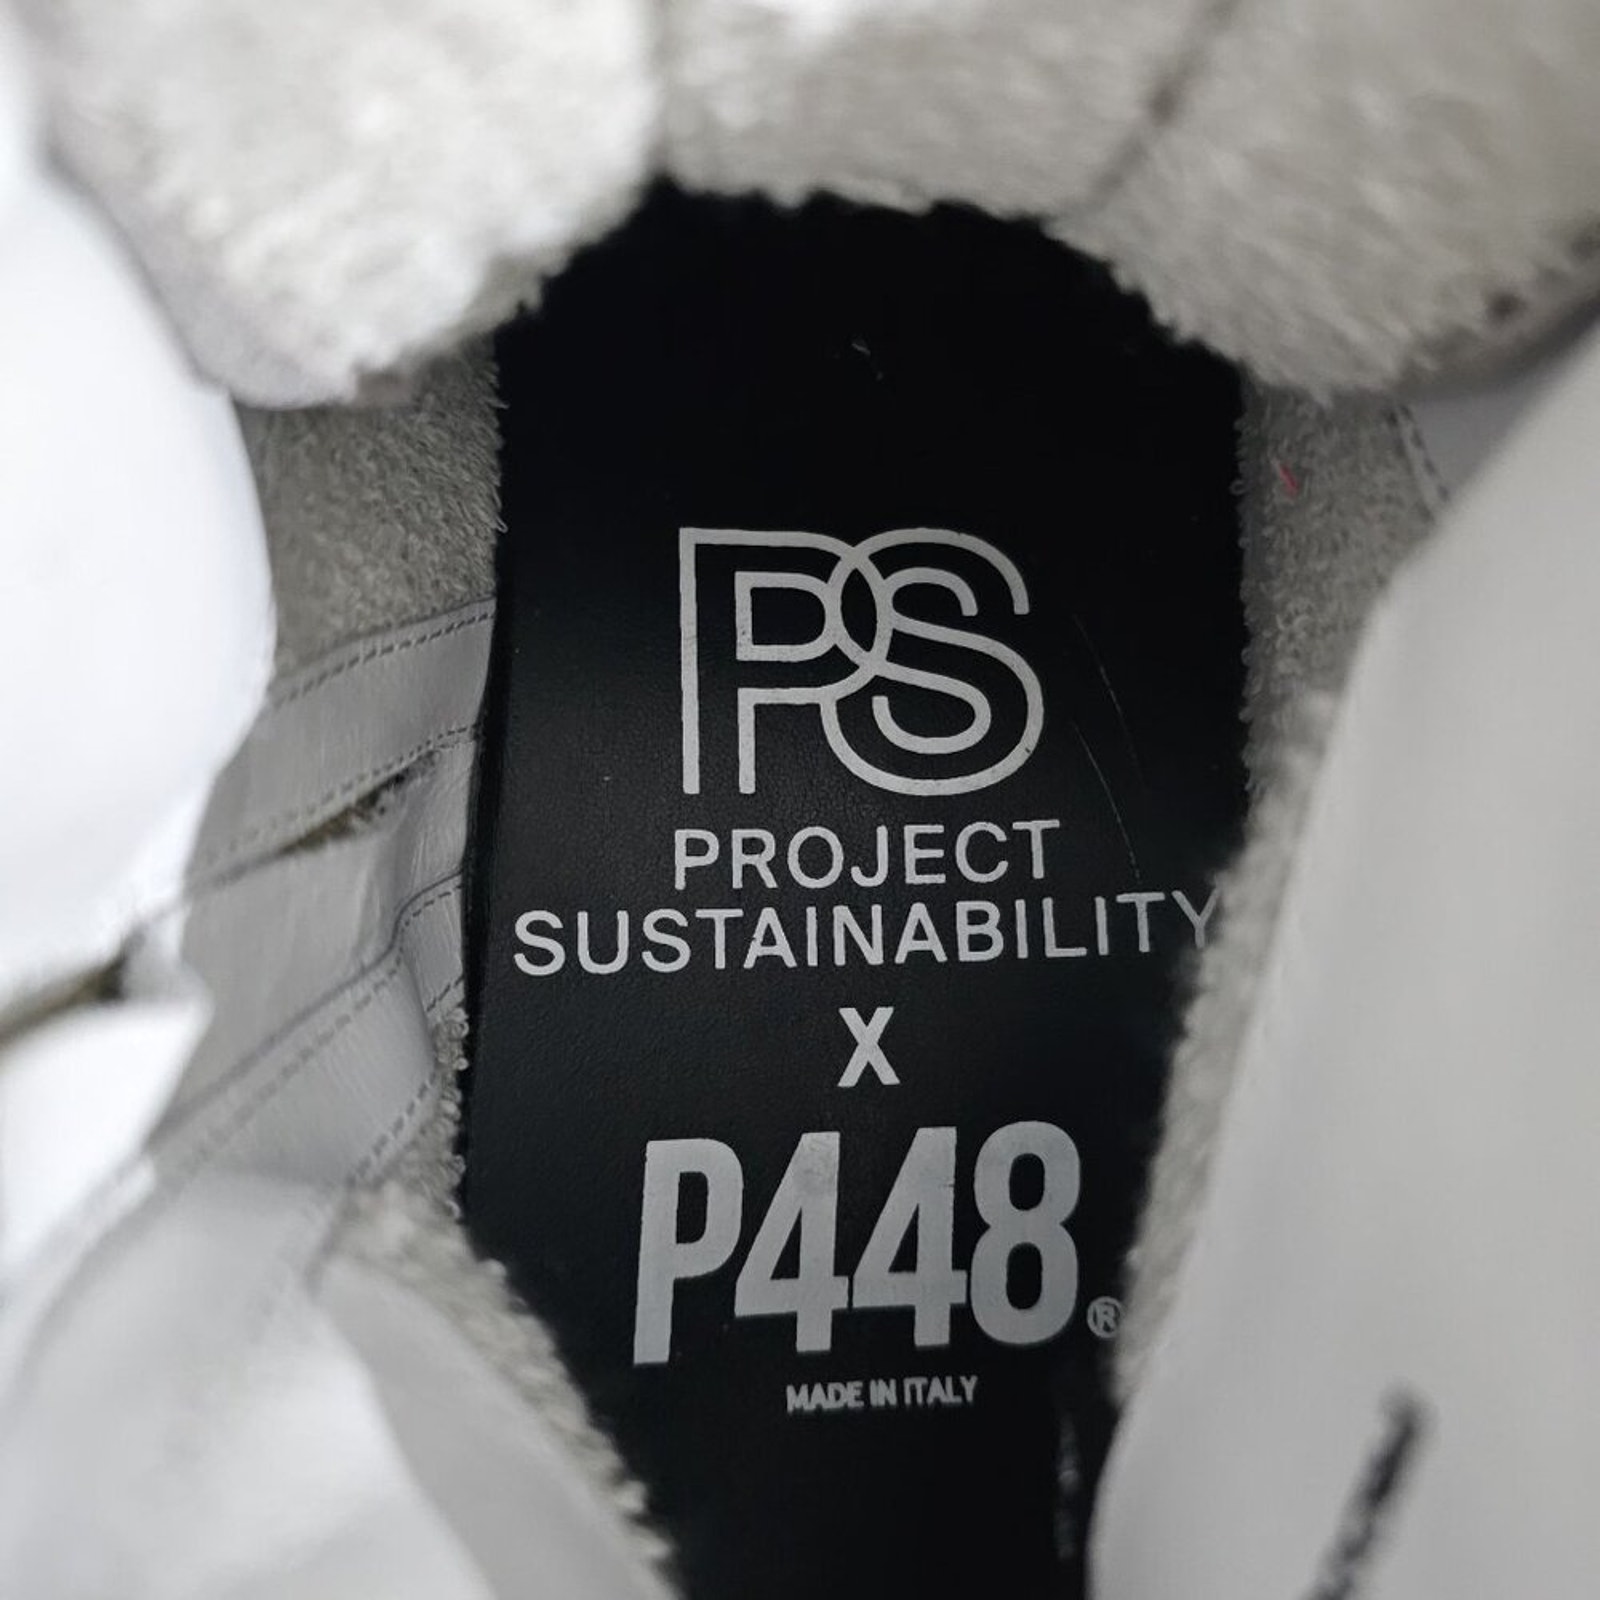 PS
PROJECT
SUSTAINABILITY
X
P448®
MADE IN ITALY